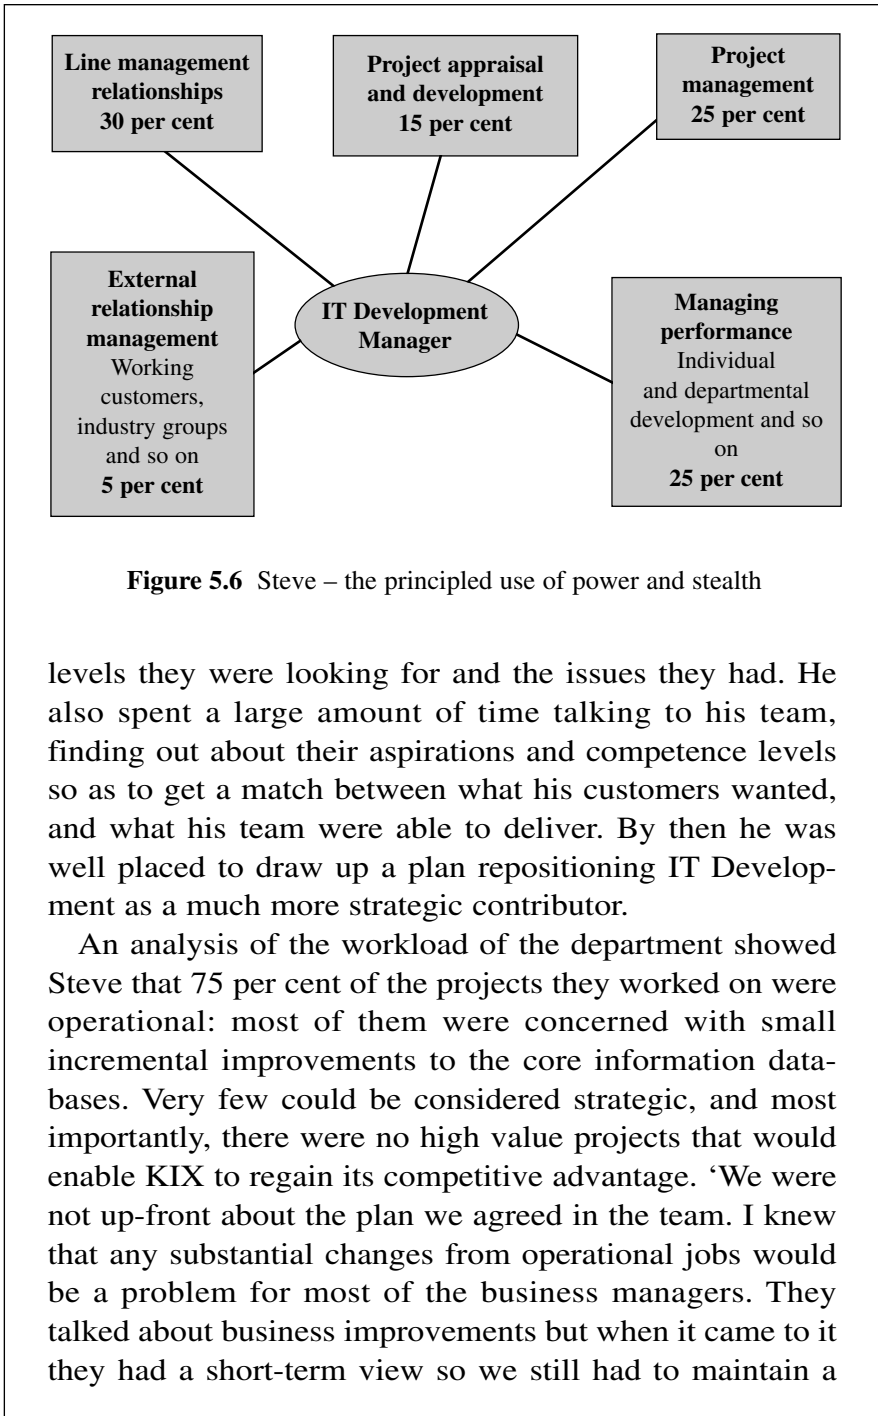 Line management
relationships
30 per cent
Project appraisal
and development
15 per cent
Project
management
25 per cent
External
relationship
management
Working
customers,
industry groups
and so on
5 per cent
IT Development
Manager
Managing
performance
Individual
and departmental
development and so
on
25 per cent
Figure 5.6 Steve – the principled use of power and stealth
levels they were looking for and the issues they had. He
also spent a large amount of time talking to his team,
finding out about their aspirations and competence levels
so as to get a match between what his customers wanted,
and what his team were able to deliver. By then he was
well placed to draw up a plan repositioning IT Develop-
ment as a much more strategic contributor.
An analysis of the workload of the department showed
Steve that 75 per cent of the projects they worked on were
operational: most of them were concerned with small
incremental improvements to the core information data-
bases. Very few could be considered strategic, and most
importantly, there were no high value projects that would
enable KIX to regain its competitive advantage. ‘We were
not up-front about the plan we agreed in the team. I knew
that any substantial changes from operational jobs would
be a problem for most of the business managers. They
talked about business improvements but when it came to it
they had a short-term view so we still had to maintain a